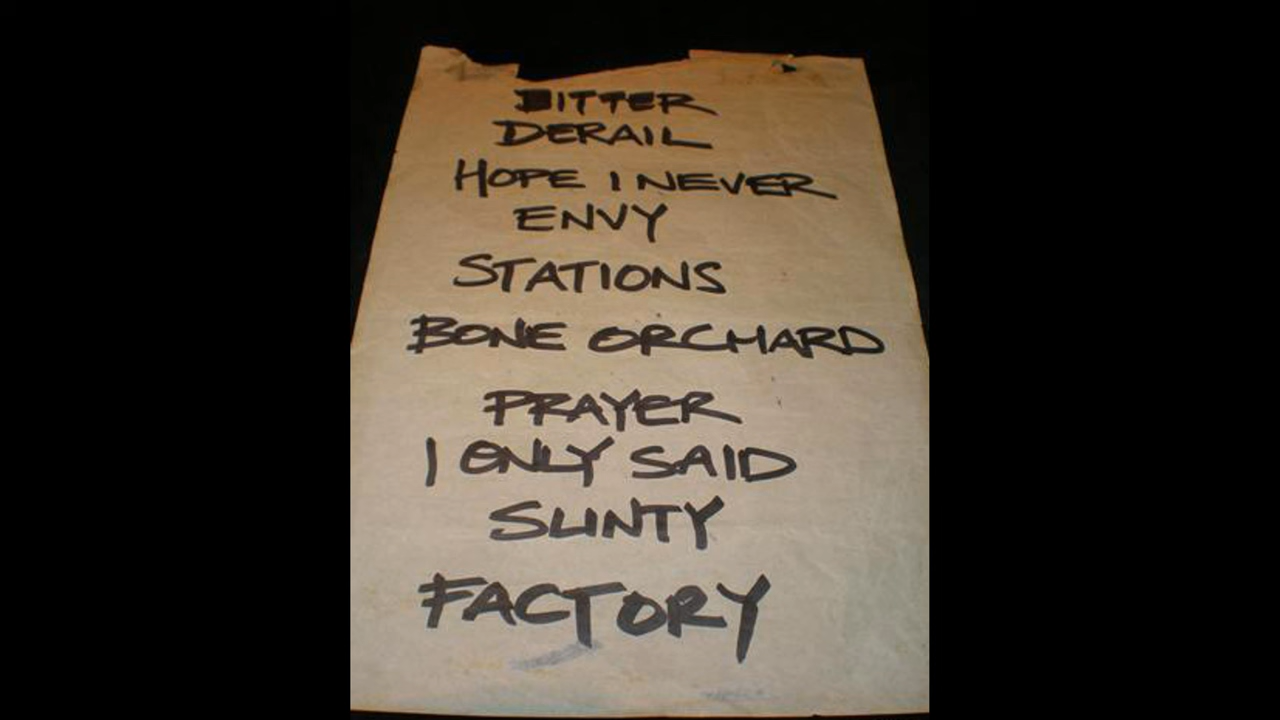 BITTER
DERAIL
HOPE I NEVER
ENVY
STATIONS
BONE ORCHARD
PRAYER
I ONLY SAID
SLINTY
FACTORY